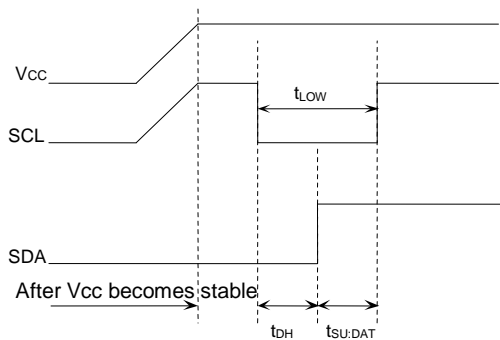 Vcc
tLOW
SCL
SDA
After Vcc becomes stable
tDH
tSU:DAT